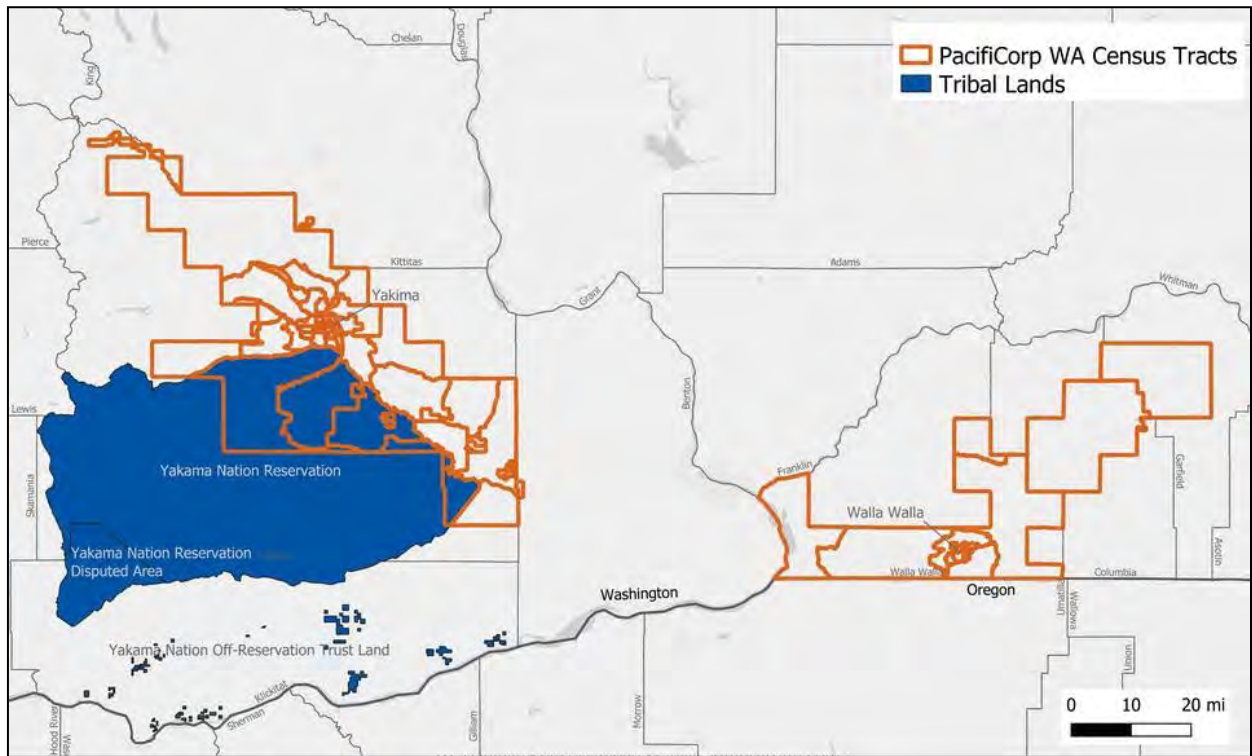 Chelan
Douglas
King
PacifiCorp WA Census Tracts
Tribal Lands
Pierce
Kittitas
Adams
Whitman
Grant
Yakima
Lewis
Benton
Yakama Nation Reservation
Franklin
Garfield
Skamania
Walla Walla
Yakama Nation Reservation
Disputed Area
Asotin
Walla Wall
Columbia
Washington
Oregon
Umatilla
Wallowa
Yakama Nation Off-Reservation Trust Land
Union
Klickitat
Sherman
Gilliam
Morrow
Hood River
Was
0 10 20 mi